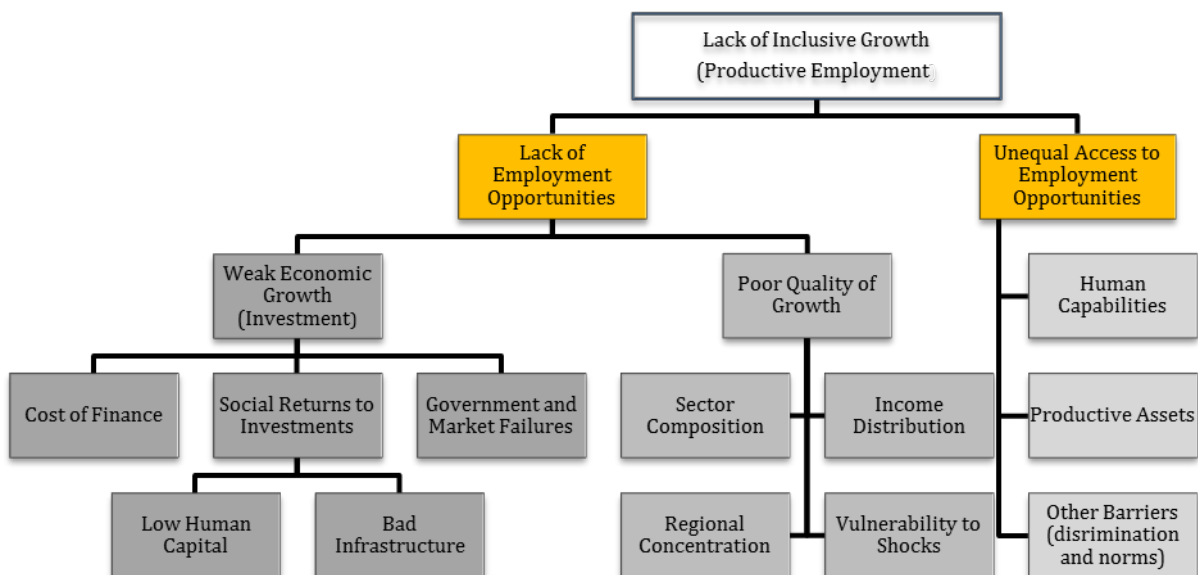 Lack of Inclusive Growth
(Productive Employment)
Lack of
Employment
Opportunities
Unequal Access to
Employment
Opportunities
Weak Economic
Growth
(Investment)
Poor Quality of
Growth
Human
Capabilities
Cost of Finance
Social Returns to
Investments
Government and
Market Failures
Sector
Composition
Income
Distribution
Productive Assets
Low Human
Capital
Bad
Infrastructure
Regional
Concentration
Vulnerability to
Shocks
Other Barriers
(disrimination
and norms)